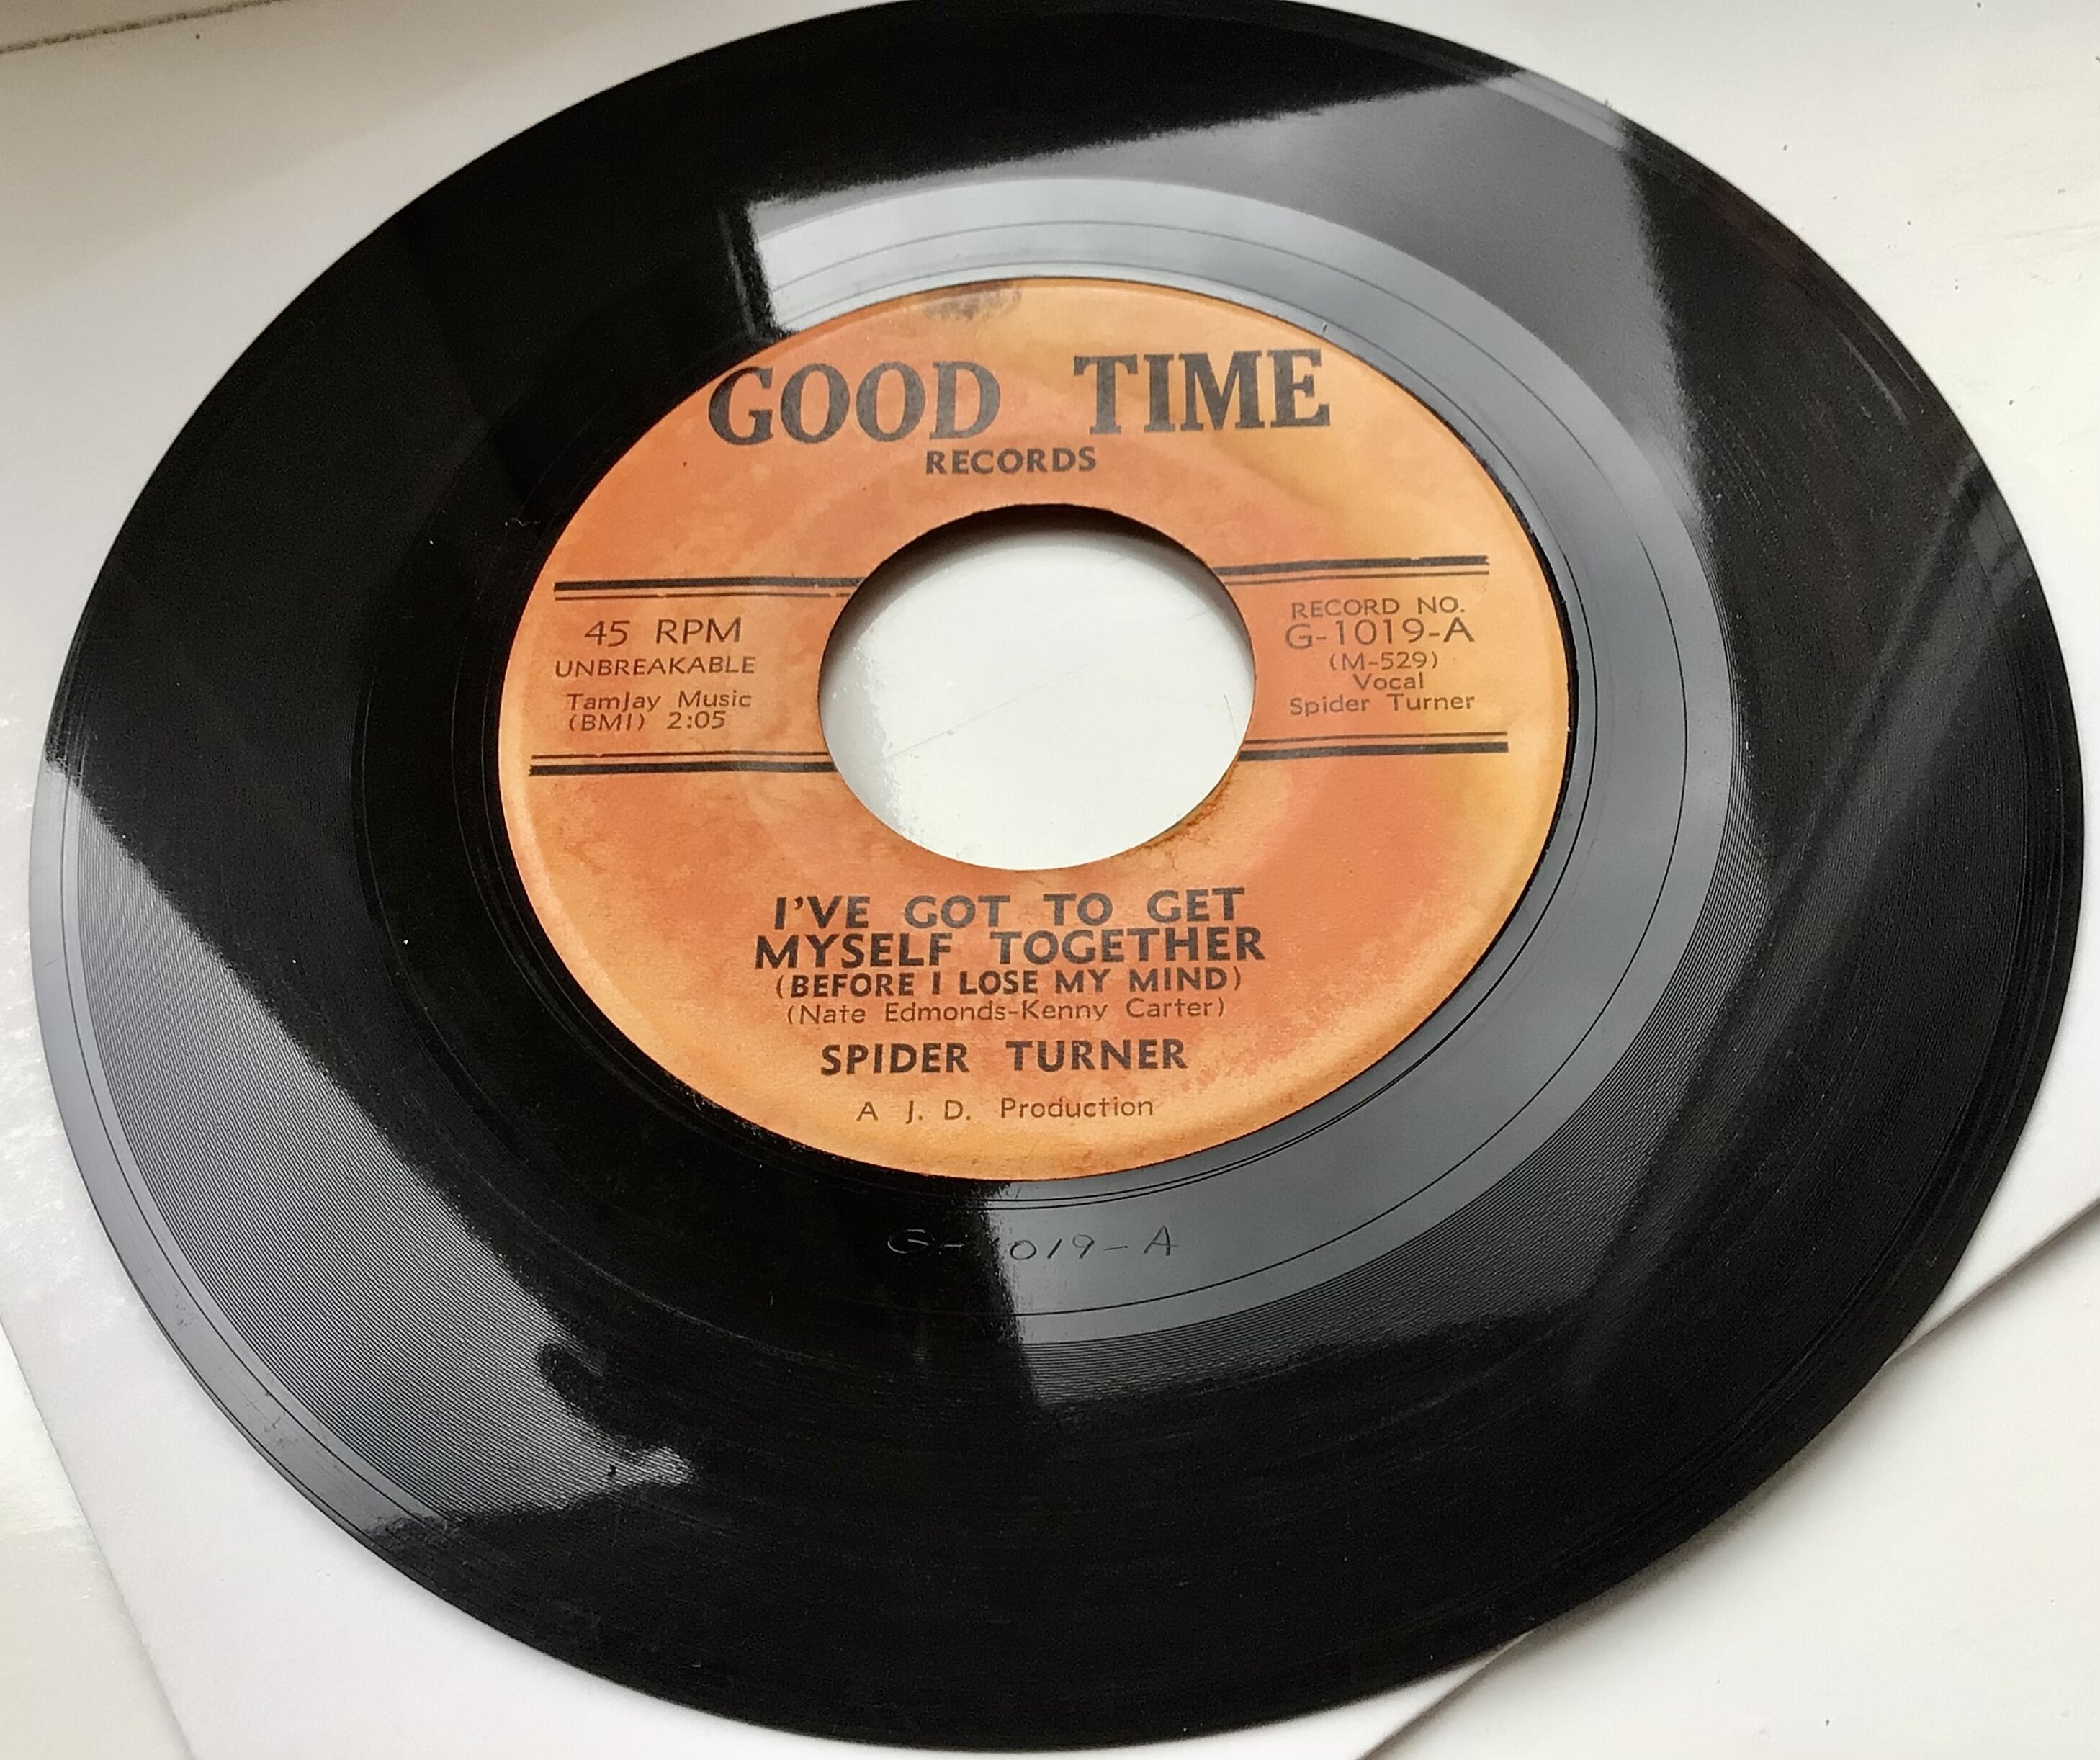 GOOD TIME
RECORDS
45 RPM
UNBREAKABLE
TamJay Music
(BMI) 2:05
RECORD NO.
G-1019-A
(M-529)
Vocal
Spider Turner
I'VE GOT TO GET
MYSELF TOGETHER
(BEFORE I LOSE MY MIND)
(Nate Edmonds-Kenny Carter)
SPIDER TURNER
A J. D. Production
G-1019-A